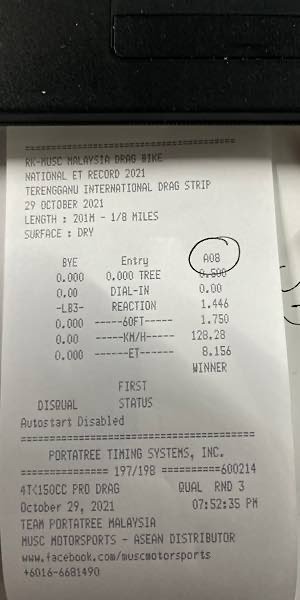 ==========================================
RK-MUSC MALAYSIA DRAG BIKE
NATIONAL ET RECORD 2021
TERENGGANU INTERNATIONAL DRAG STRIP
29 OCTOBER 2021
LENGTH : 201M - 1/8 MILES
SURFACE : DRY
BYE Entry A08
0.000 0.000 TREE 0.500
0.00 DIAL-IN 0.00
-LB3- REACTION 1.446
0.000 -----60FT----- 1.750
0.00 -----KM/H----- 128.28
0.000 ------ET------ 8.156
WINNER
FIRST
DISQUAL STATUS
Autostart Disabled
==========================================
PORTATREE TIMING SYSTEMS, INC.
================ 197/198 ==========600214
4TK150CC PRO DRAG QUAL RND 3
October 29, 2021 07:52:35 PM
TEAM PORTATREE MALAYSIA
MUSC MOTORSPORTS - ASEAN DISTRIBUTOR
www.facebook.com/muscmotorsports
+6016-6681490